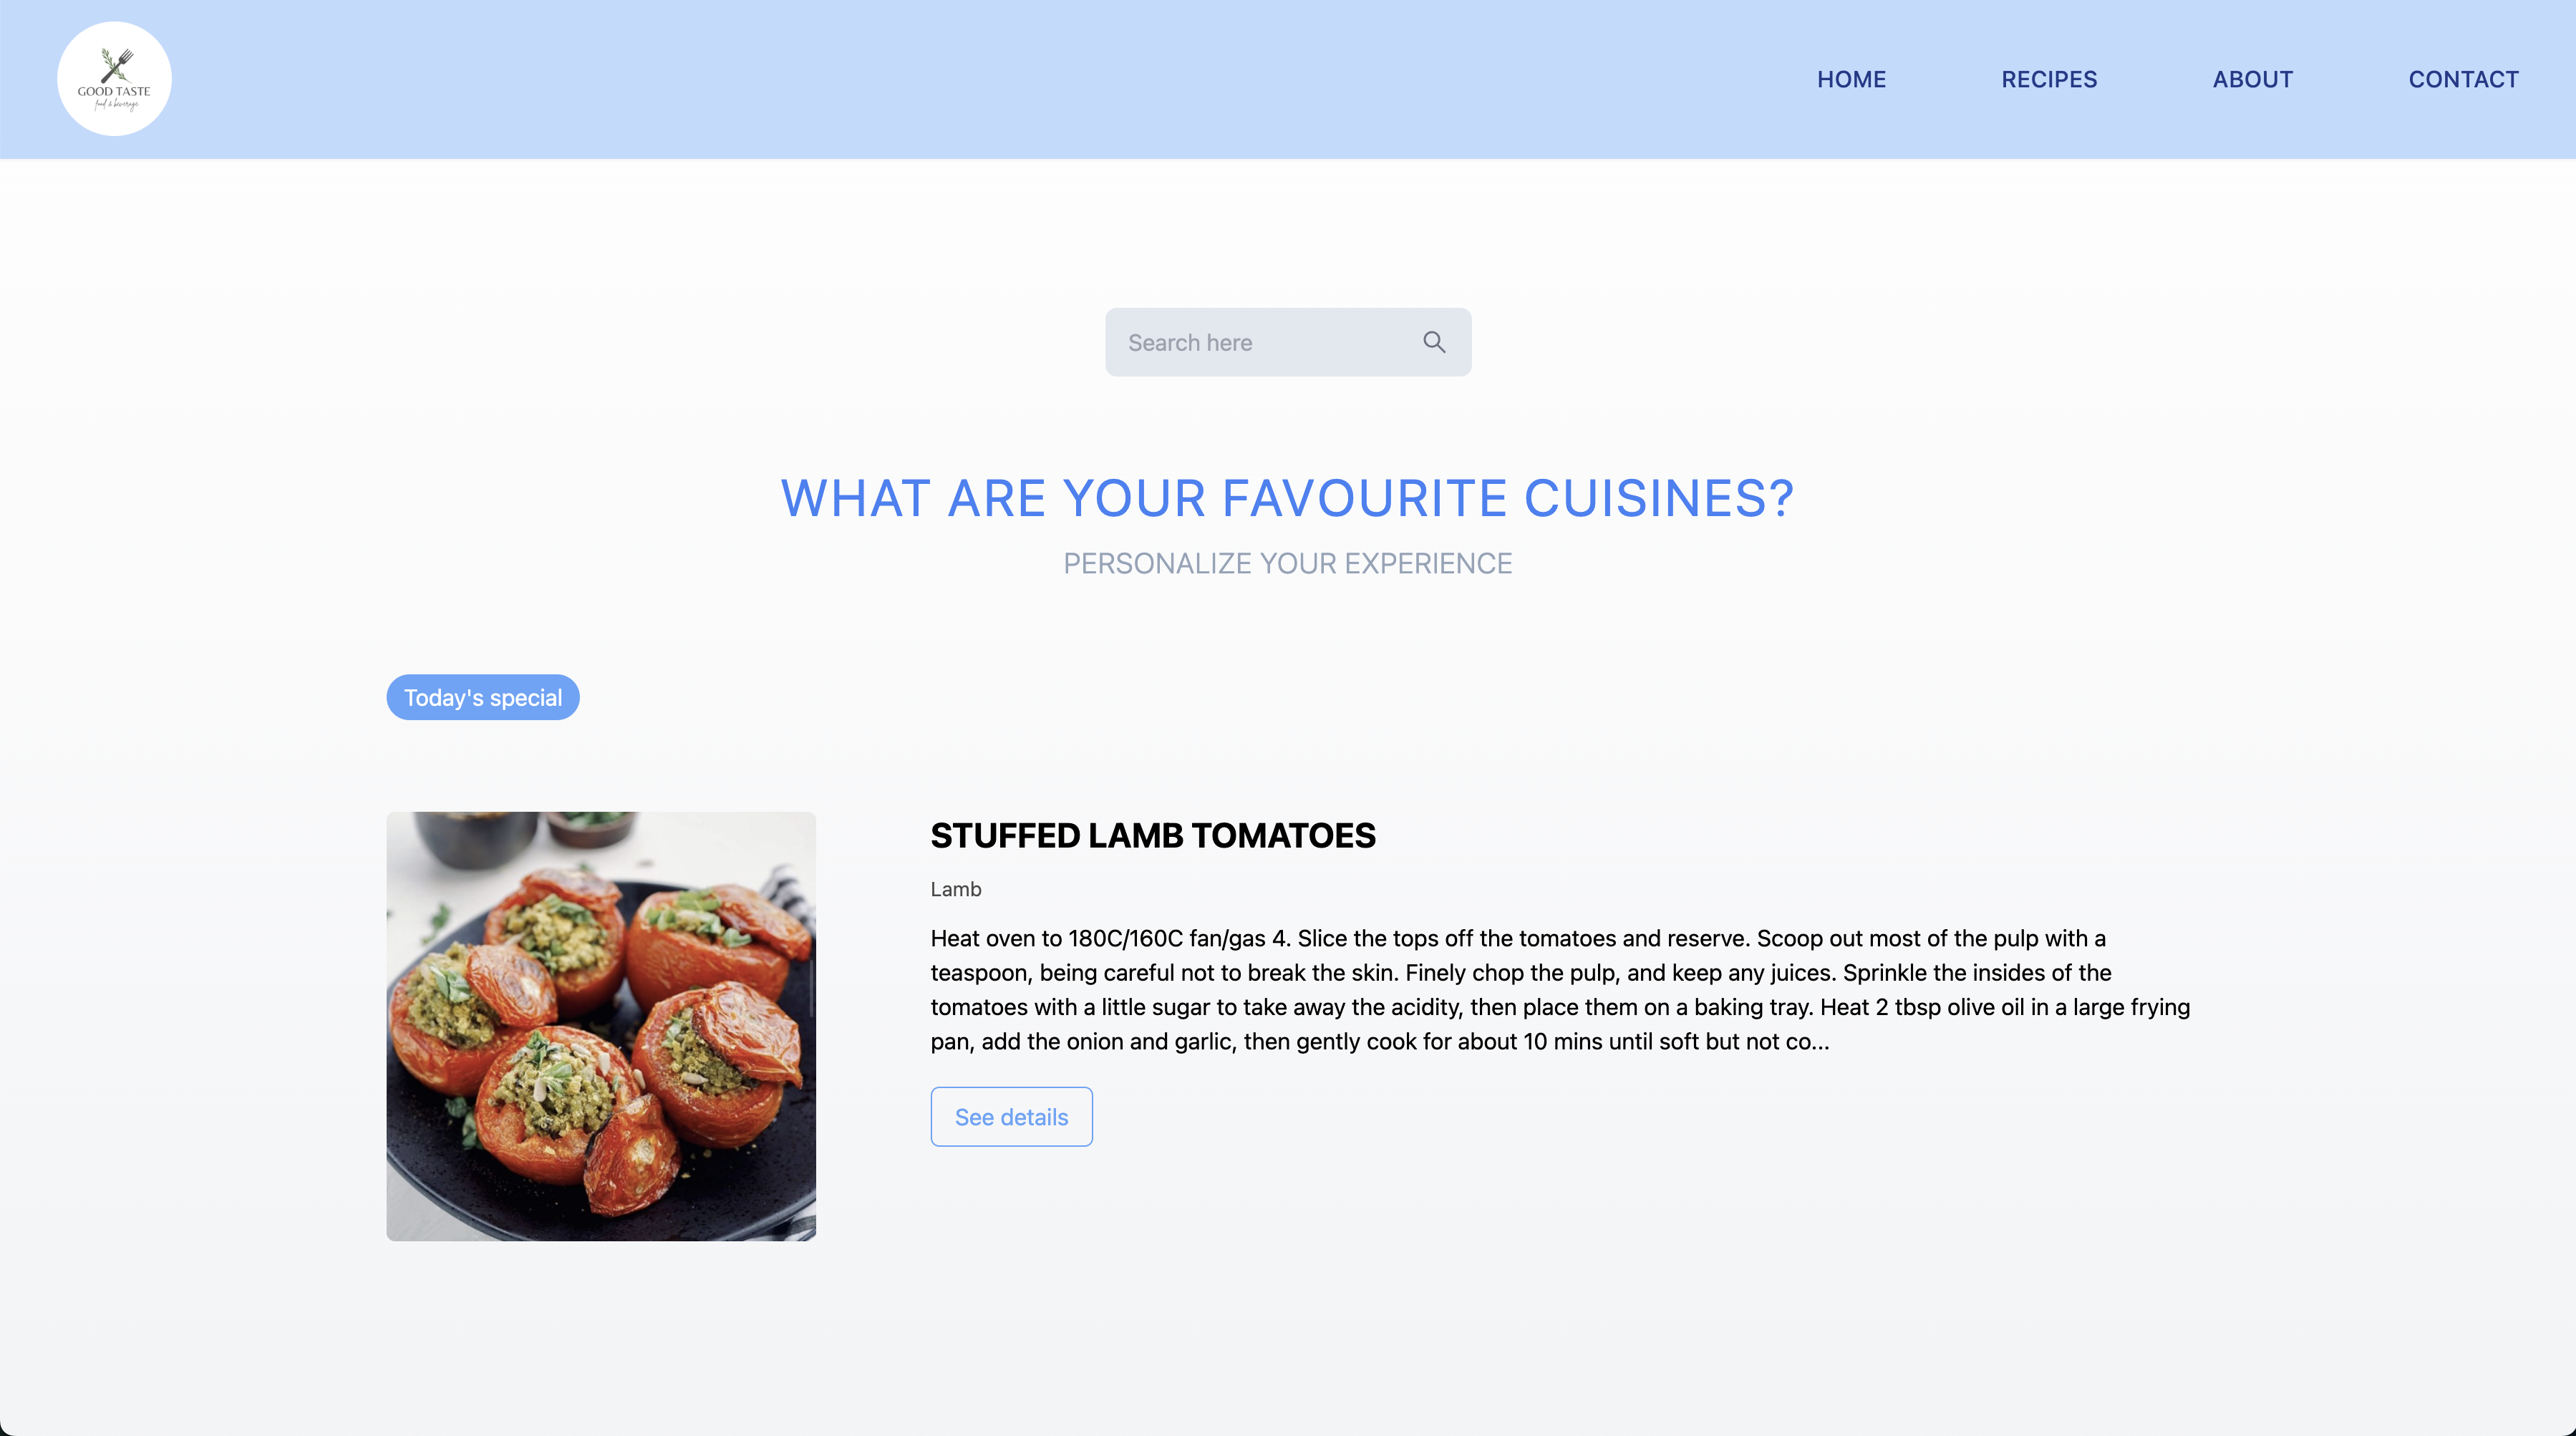 GOOD TASTE
food & beverage
HOME
RECIPES
ABOUT
CONTACT
Search here
WHAT ARE YOUR FAVOURITE CUISINES?
PERSONALIZE YOUR EXPERIENCE
Today's special
STUFFED LAMB TOMATOES
Lamb
Heat oven to 180C/160C fan/gas 4. Slice the tops off the tomatoes and reserve. Scoop out most of the pulp with a
teaspoon, being careful not to break the skin. Finely chop the pulp, and keep any juices. Sprinkle the insides of the
tomatoes with a little sugar to take away the acidity, then place them on a baking tray. Heat 2 tbsp olive oil in a large frying
pan, add the onion and garlic, then gently cook for about 10 mins until soft but not co...
See details